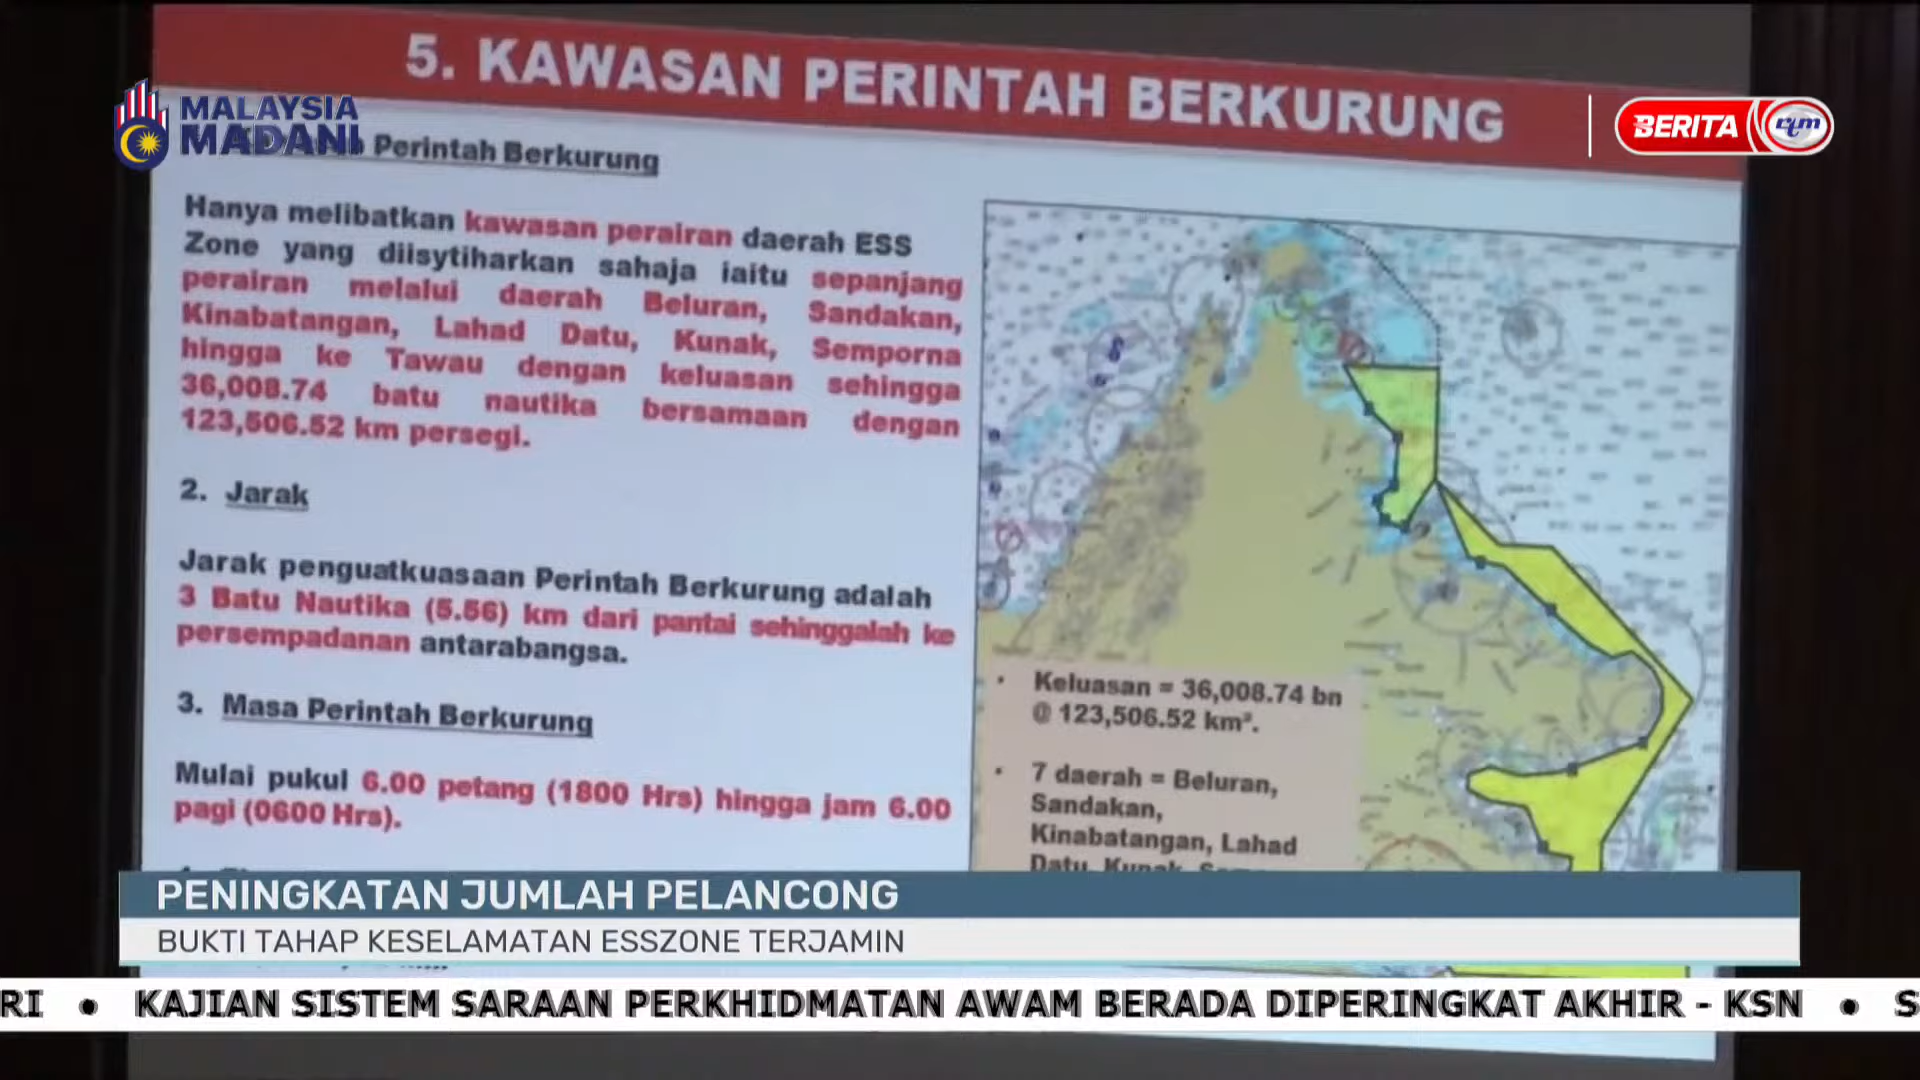 5. KAWASAN PERINTAH BERKURUNG
MALAYSIA
MADANI
BERITA rtm
Perintah Berkurung
Hanya melibatkan kawasan perairan daerah ESS
Zone yang diisytiharkan sahaja iaitu sepanjang
perairan melalui daerah Beluran, Sandakan,
Kinabatangan, Lahad Datu, Kunak, Semporna
hingga ke Tawau dengan keluasan sehingga
36,008.74 batu nautika bersamaan dengan
123,506.52 km persegi.
2. Jarak
Jarak penguatkuasaan Perintah Berkurung adalah
3 Batu Nautika (5.56) km dari pantai sehinggalah ke
persempadanan antarabangsa.
3. Masa Perintah Berkurung
Mulai pukul 6.00 petang (1800 Hrs) hingga jam 6.00
pagi (0600 Hrs).
• Keluasan = 36,008.74 bn
@ 123,506.52 km².
• 7 daerah = Beluran,
Sandakan,
Kinabatangan, Lahad
Datu, Kunak,
PENINGKATAN JUMLAH PELANCONG
BUKTI TAHAP KESELAMATAN ESSZONE TERJAMIN
RI • KAJIAN SISTEM SARAAN PERKHIDMATAN AWAM BERADA DIPERINGKAT AKHIR - KSN • S